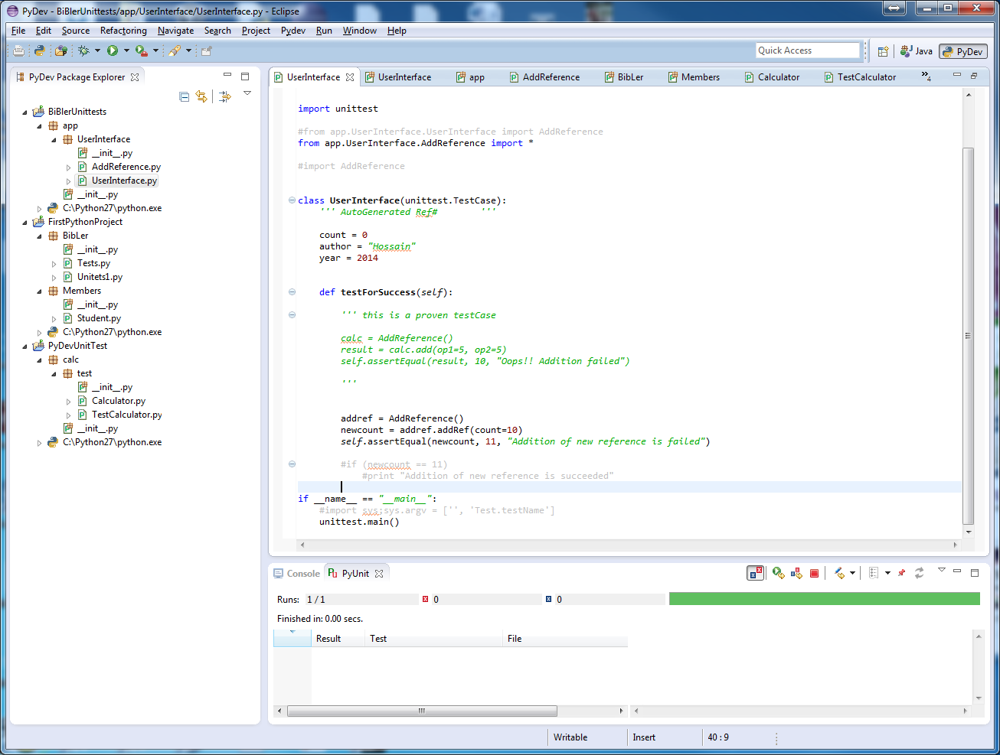 PyDev - BiBlerUnittests/app/UserInterface/UserInterface.py - Eclipse
File Edit Source Refactoring Navigate Search Project Pydev Run Window Help
Quick Access
Java
PyDev
PyDev Package Explorer
BiBlerUnittests
app
UserInterface
__init__.py
AddReference.py
UserInterface.py
__init__.py
C:\Python27\python.exe
FirstPythonProject
BibLer
__init__.py
Tests.py
Unitets1.py
Members
__init__.py
Student.py
C:\Python27\python.exe
PyDevUnitTest
calc
test
__init__.py
Calculator.py
TestCalculator.py
__init__.py
C:\Python27\python.exe
UserInterface UserInterface app AddReference BibLer Members Calculator TestCalculator »4
import unittest
#from app.UserInterface.UserInterface import AddReference
from app.UserInterface.AddReference import *
#import AddReference
class UserInterface(unittest.TestCase):
''' AutoGenerated Ref# '''
count = 0
author = "Hossain"
year = 2014
def testForSuccess(self):
''' this is a proven testCase
calc = AddReference()
result = calc.add(op1=5, op2=5)
self.assertEqual(result, 10, "Oops!! Addition failed")
'''
addref = AddReference()
newcount = addref.addRef(count=10)
self.assertEqual(newcount, 11, "Addition of new reference is failed")
#if (newcount == 11)
#print "Addition of new reference is succeeded"
if __name__ == "__main__":
#import sys;sys.argv = ['', 'Test.testName']
unittest.main()
Console PyUnit
Runs: 1 / 1 0 0
Finished in: 0.00 secs.
Result Test File
Writable Insert 40 : 9